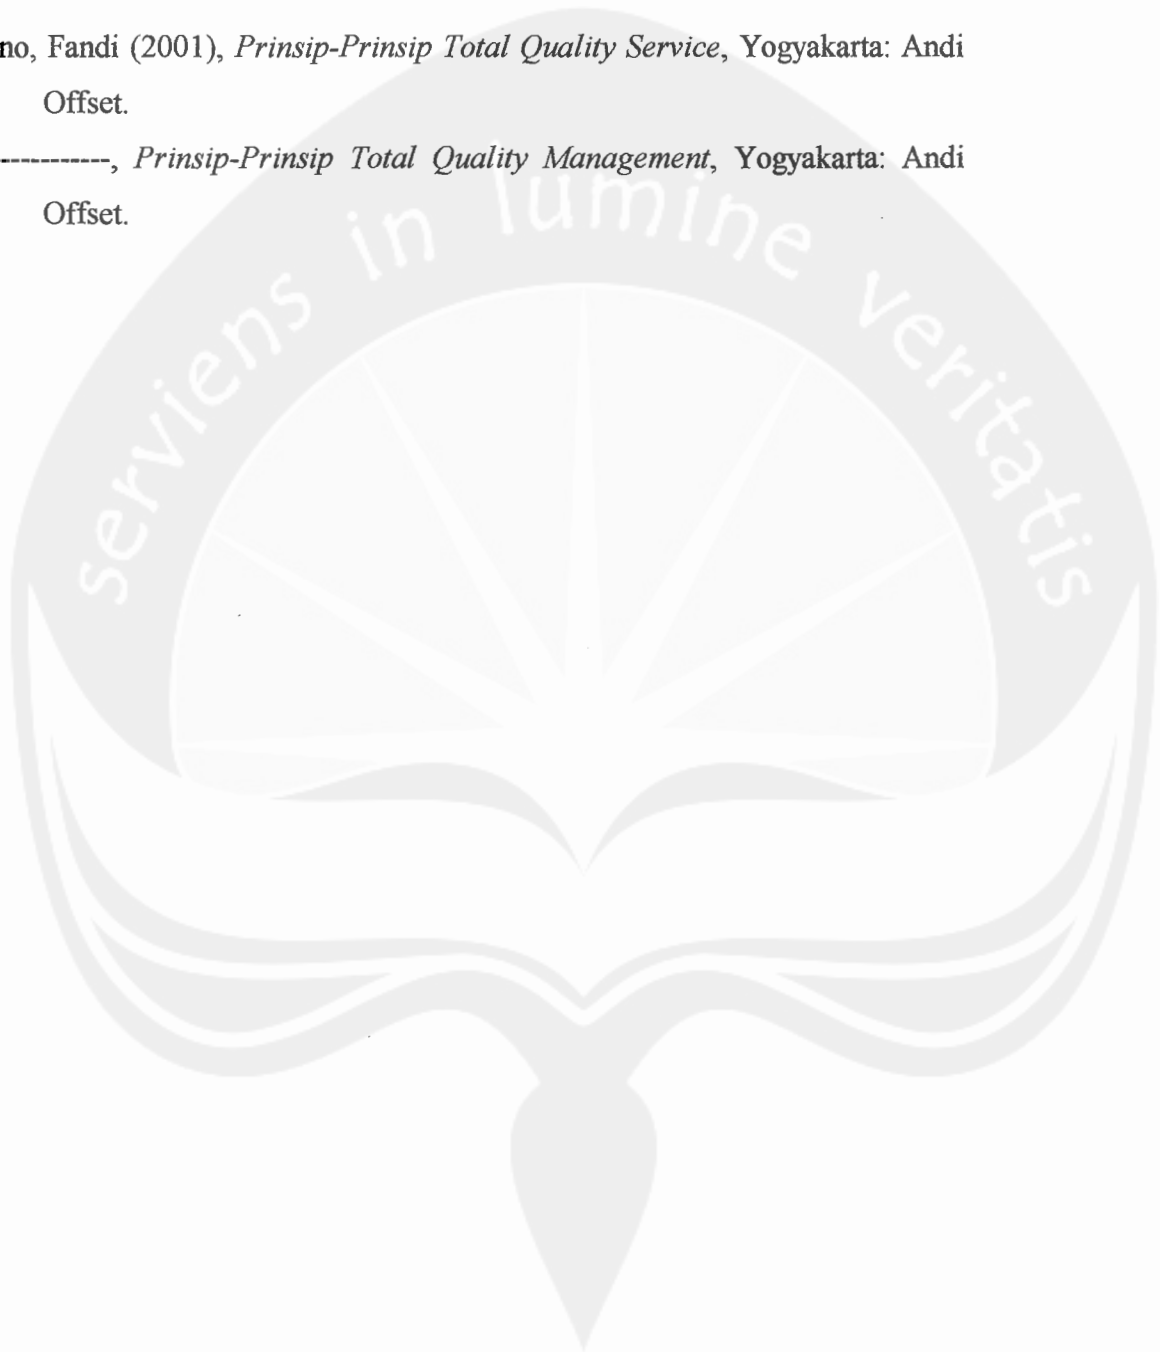 no, Fandi (2001), Prinsip-Prinsip Total Quality Service, Yogyakarta: Andi
Offset.
-----------, Prinsip-Prinsip Total Quality Management, Yogyakarta: Andi
Offset.
serviens in lumine veritatis